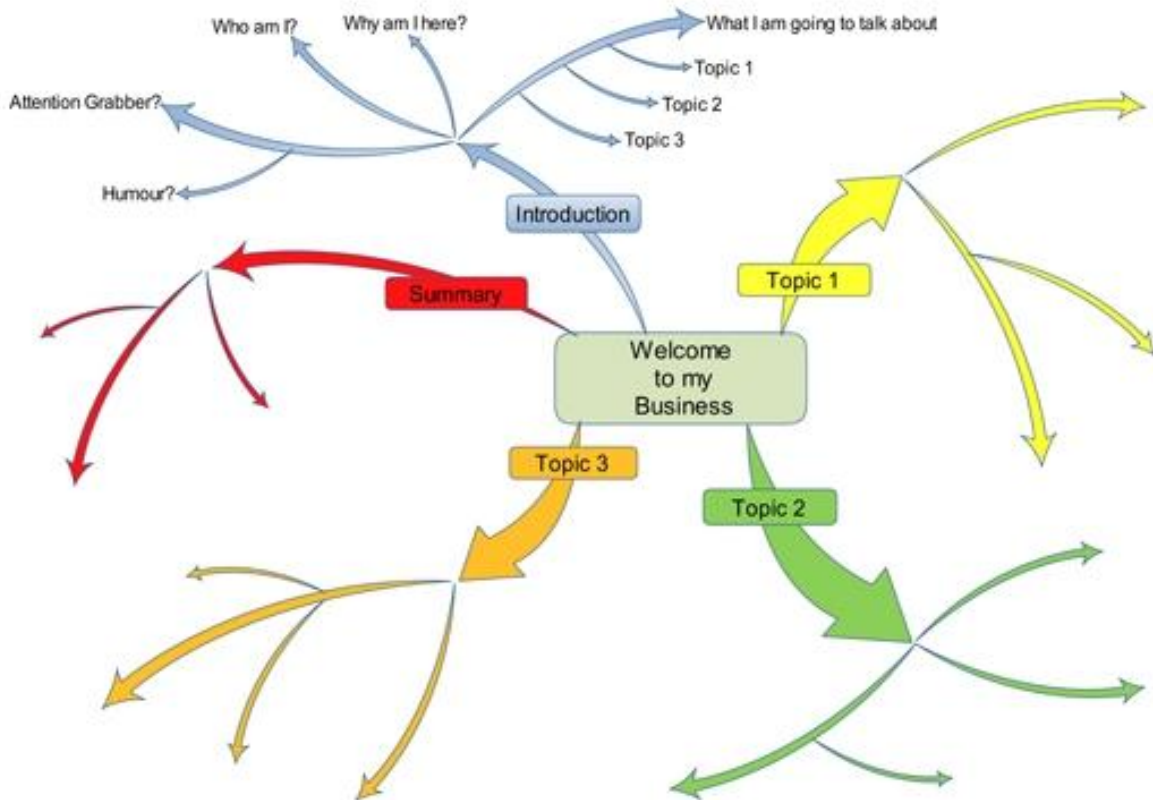 Who am I?
Why am I here?
What I am going to talk about
Topic 1
Topic 2
Topic 3
Attention Grabber?
Humour?
Introduction
Summary
Topic 1
Welcome
to my
Business
Topic 3
Topic 2